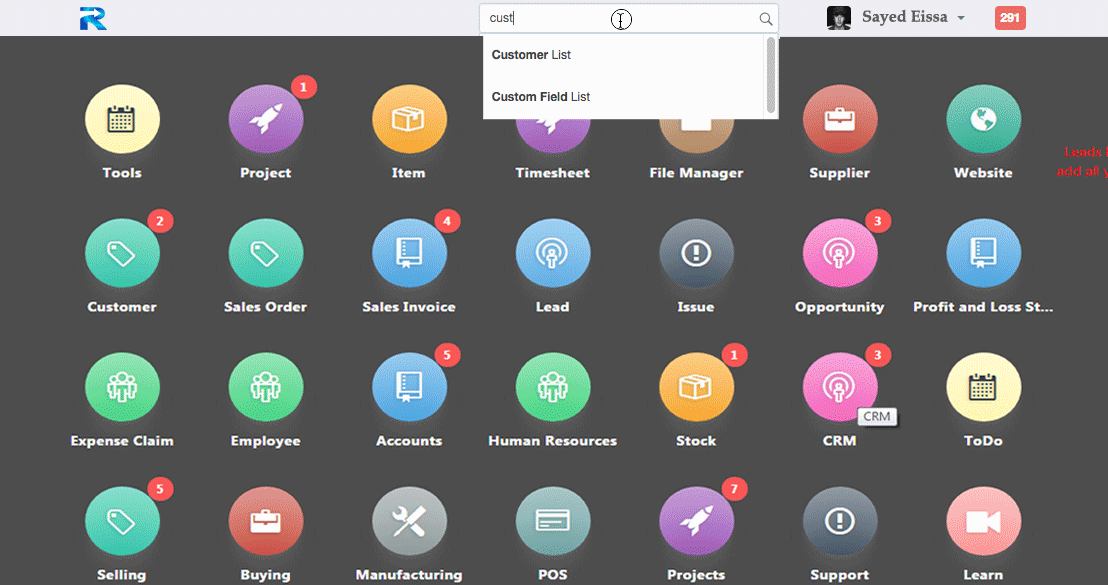 cust
Sayed Eissa
291
Customer List
Custom Field List
1
Tools
Project
Item
Timesheet
File Manager
Supplier
Website
Leads
add all y
2
4
3
Customer
Sales Order
Sales Invoice
Lead
Issue
Opportunity
Profit and Loss St...
5
1
3
CRM
Expense Claim
Employee
Accounts
Human Resources
Stock
CRM
ToDo
5
7
Selling
Buying
Manufacturing
POS
Projects
Support
Learn